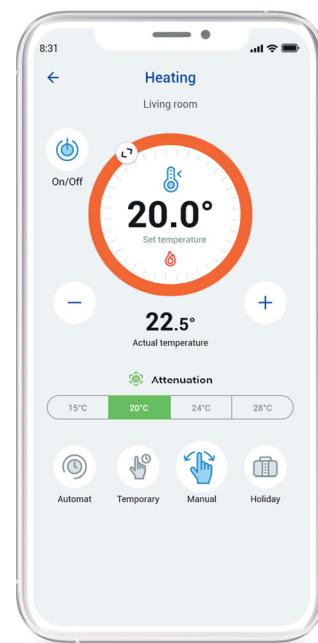 8:31
Heating
Living room
On/Off
20.0°
Set temperature
22.5°
Actual temperature
Attenuation
15°C 20°C 24°C 28°C
Automat Temporary Manual Holiday